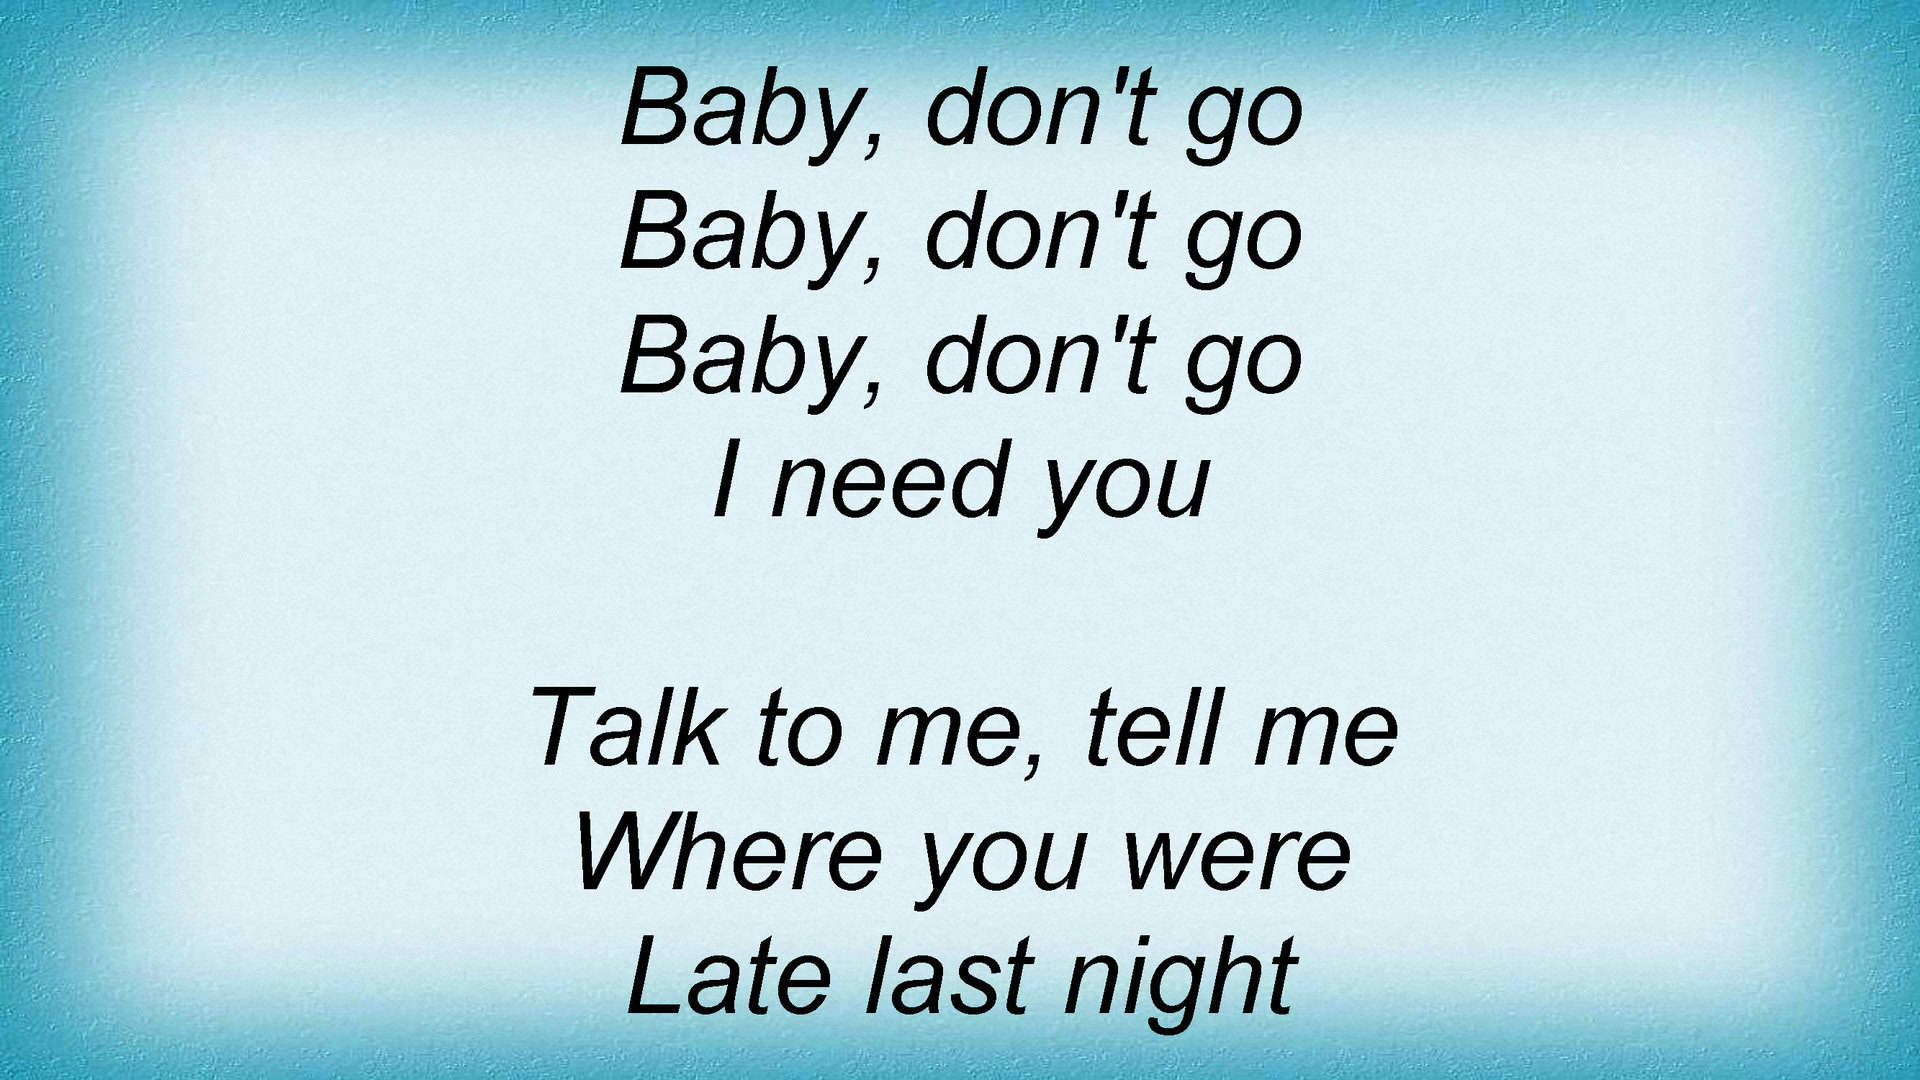 Baby, don't go
Baby, don't go
Baby, don't go
I need you
Talk to me, tell me
Where you were
Late last night